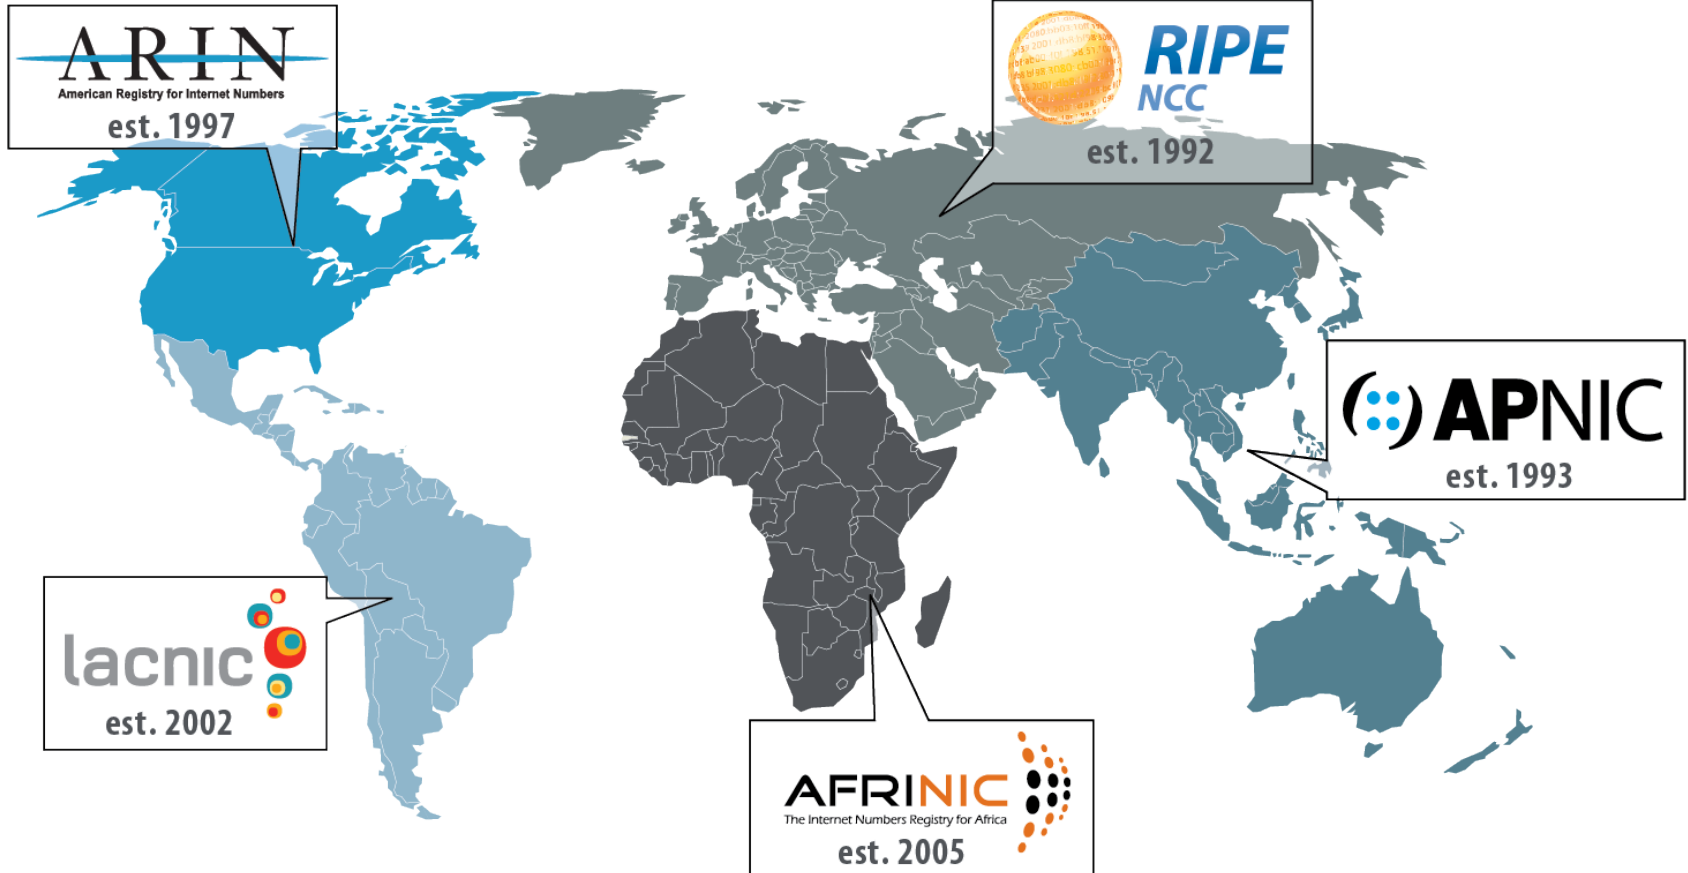 ARIN
American Registry for Internet Numbers
est. 1997
RIPE
NCC
est. 1992
APNIC
est. 1993
lacnic
est. 2002
AFRINIC
The Internet Numbers Registry for Africa
est. 2005